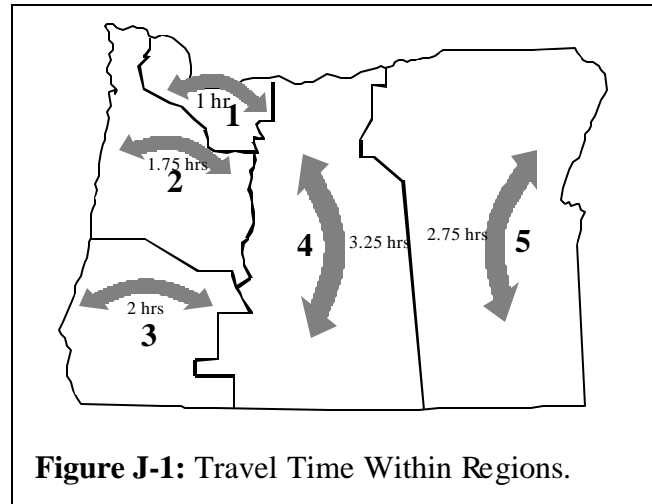 1 hr
1
1.75 hrs
2
4
3.25 hrs
2.75 hrs
5
2 hrs
3
Figure J-1: Travel Time Within Regions.